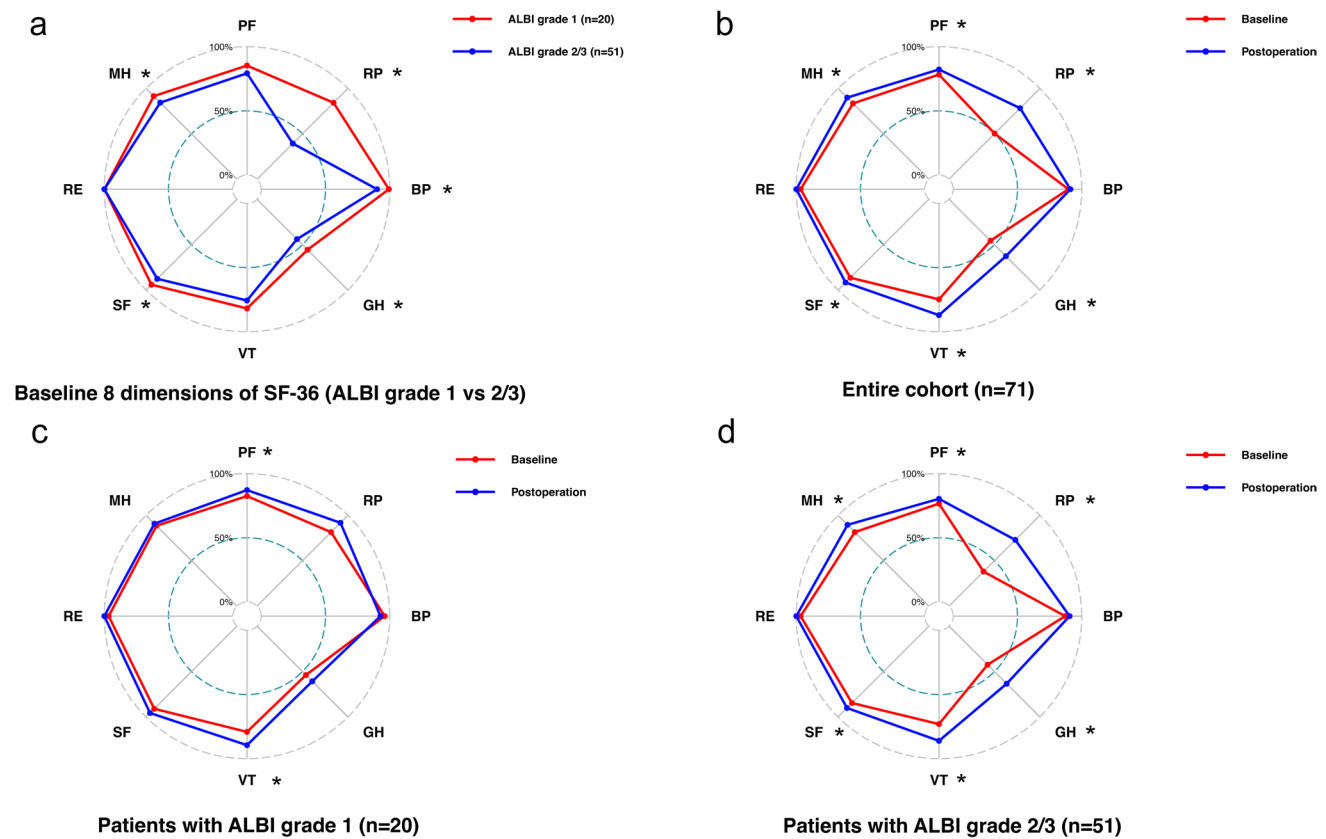 a
PF
ALBI grade 1 (n=20)
ALBI grade 2/3 (n=51)
100%
MH *
RP *
50%
0%
RE
BP *
SF *
GH *
VT
Baseline 8 dimensions of SF-36 (ALBI grade 1 vs 2/3)
b
PF *
Baseline
Postoperation
100%
MH *
RP *
50%
0%
RE
BP
SF *
GH *
VT *
Entire cohort (n=71)
c
PF *
Baseline
Postoperation
100%
MH
RP
50%
0%
RE
BP
SF
GH
VT *
Patients with ALBI grade 1 (n=20)
d
PF *
Baseline
Postoperation
100%
MH *
RP *
50%
0%
RE
BP
SF *
GH *
VT *
Patients with ALBI grade 2/3 (n=51)